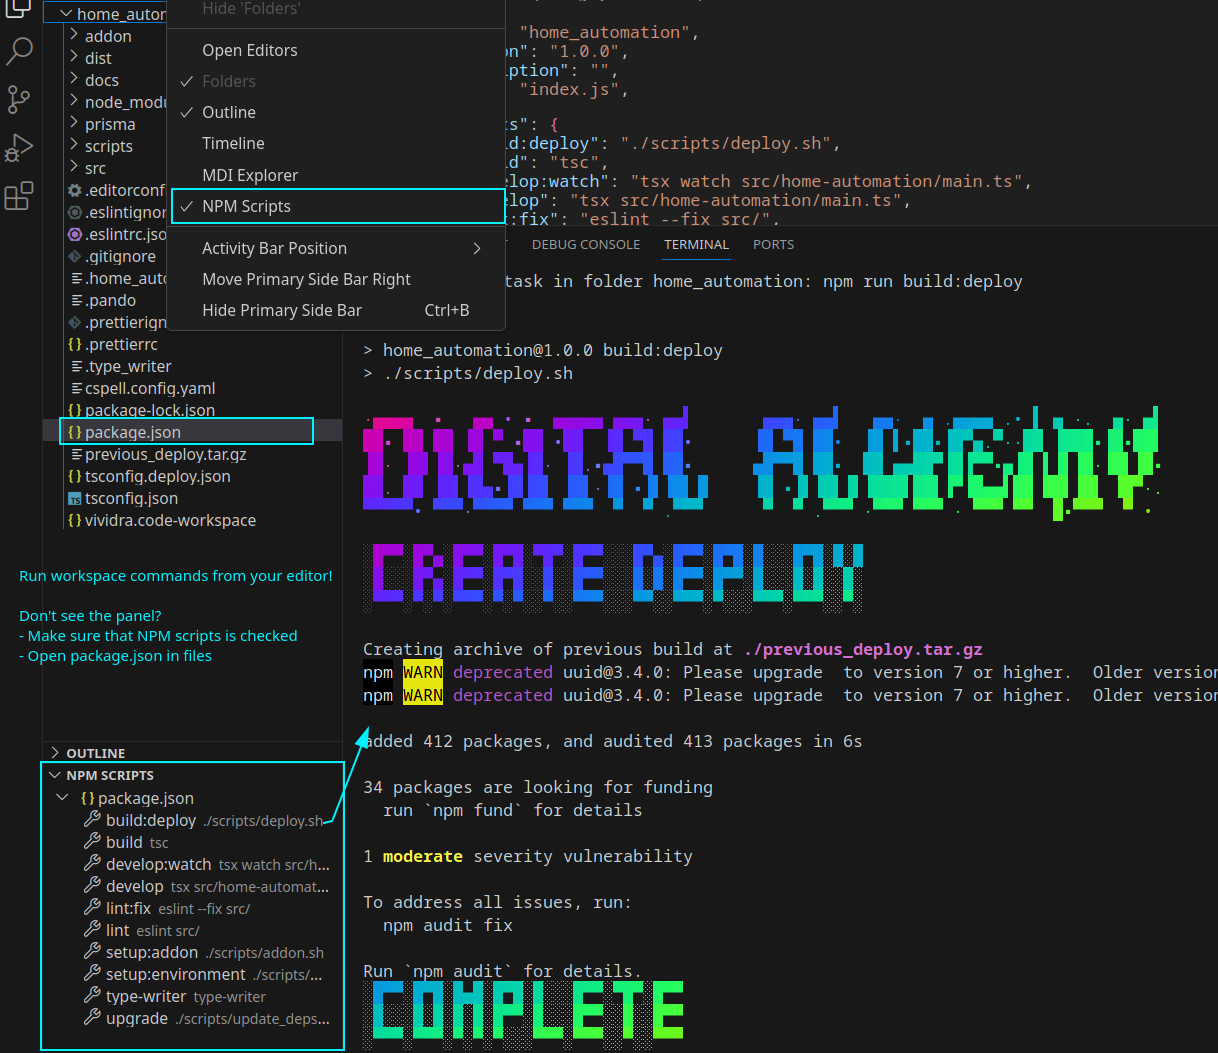 home_autor
addon
dist
docs
node_modu
prisma
scripts
src
.editorconf
.eslintignor
.eslintrc.jso
.gitignore
.home_auto
.pando
.prettierign
.prettierrc
.type_writer
cspell.config.yaml
package-lock.json
package.json
previous_deploy.tar.gz
tsconfig.deploy.json
TS tsconfig.json
vividra.code-workspace
Hide 'Folders'
Open Editors
Folders
Outline
Timeline
MDI Explorer
NPM Scripts
Activity Bar Position
Move Primary Side Bar Right
Hide Primary Side Bar Ctrl+B
"home_automation",
on": "1.0.0",
iption": "",
"index.js",
ts": {
ld:deploy": "./scripts/deploy.sh",
ld": "tsc",
elop:watch": "tsx watch src/home-automation/main.ts",
elop": "tsx src/home-automation/main.ts",
t:fix": "eslint --fix src/",
DEBUG CONSOLE
TERMINAL
PORTS
task in folder home_automation: npm run build:deploy
> home_automation@1.0.0 build:deploy
> ./scripts/deploy.sh
DIGITAL ALCHEMY
CREATE DEPLOY
Creating archive of previous build at ./previous_deploy.tar.gz
npm WARN deprecated uuid@3.4.0: Please upgrade  to version 7 or higher.  Older version
npm WARN deprecated uuid@3.4.0: Please upgrade  to version 7 or higher.  Older version
added 412 packages, and audited 413 packages in 6s
34 packages are looking for funding
run `npm fund` for details
1 moderate severity vulnerability
To address all issues, run:
npm audit fix
Run `npm audit` for details.
COMPLETE
Run workspace commands from your editor!
Don't see the panel?
- Make sure that NPM scripts is checked
- Open package.json in files
OUTLINE
NPM SCRIPTS
package.json
build:deploy ./scripts/deploy.sh
build tsc
develop:watch tsx watch src/h...
develop tsx src/home-automat...
lint:fix eslint --fix src/
lint eslint src/
setup:addon ./scripts/addon.sh
setup:environment ./scripts/...
type-writer type-writer
upgrade ./scripts/update_deps...